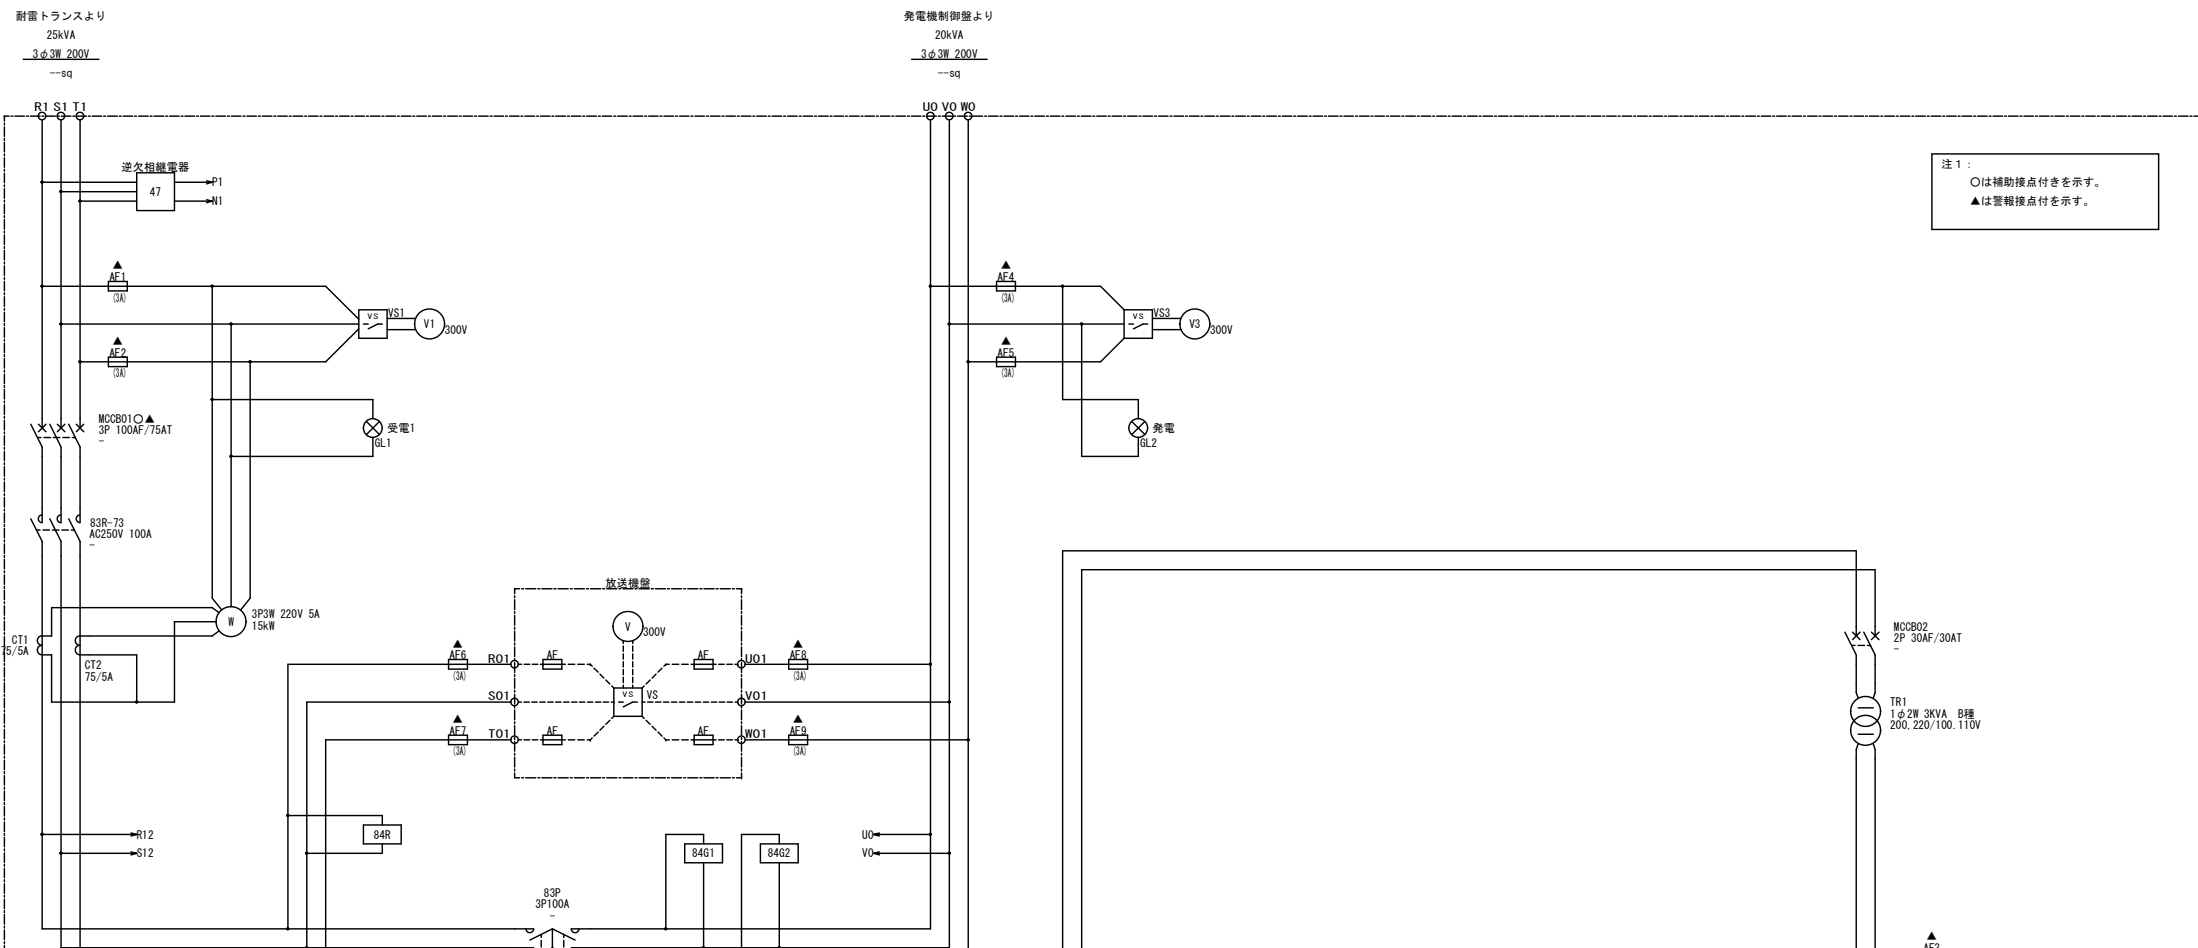 耐雷トランスより
25kVA
3φ3W 200V
--sq
発電機制御盤より
20kVA
3φ3W 200V
--sq
R1 S1 T1
U0 V0 W0
逆欠相継電器
47
P1
N1
注1：
○は補助接点付きを示す。
▲は警報接点付を示す。
▲
AF1
(3A)
VS
VS1
V1
300V
▲
AF2
(3A)
▲
AF4
(3A)
VS
VS3
V3
300V
▲
AF5
(3A)
MCCB01○▲
3P 100AF/75AT
-
受電1
GL1
発電
GL2
83R-73
AC250V 100A
-
放送機盤
W
3P3W 220V 5A
15kW
CT1
75/5A
CT2
75/5A
V
300V
▲
AF6
(3A)
R01
AF
AF
U01
▲
AF8
(3A)
S01
VS
VS
V01
▲
AF7
(3A)
T01
AF
AF
W01
▲
AF9
(3A)
MCCB02
2P 30AF/30AT
-
TR1
1φ2W 3KVA B種
200,220/100.110V
R12
S12
84R
84G1
84G2
U0
V0
83P
3P100A
-
▲